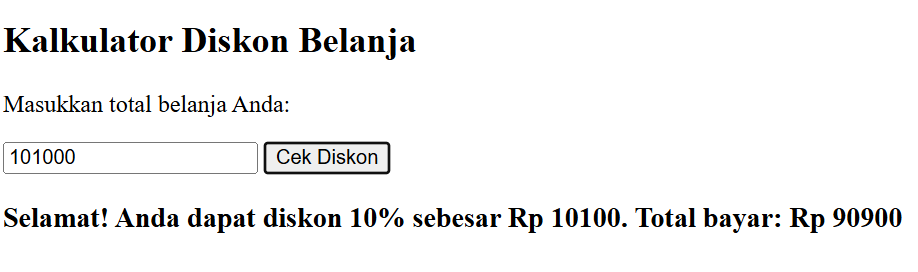 Kalkulator Diskon Belanja
Masukkan total belanja Anda:
101000 Cek Diskon
Selamat! Anda dapat diskon 10% sebesar Rp 10100. Total bayar: Rp 90900